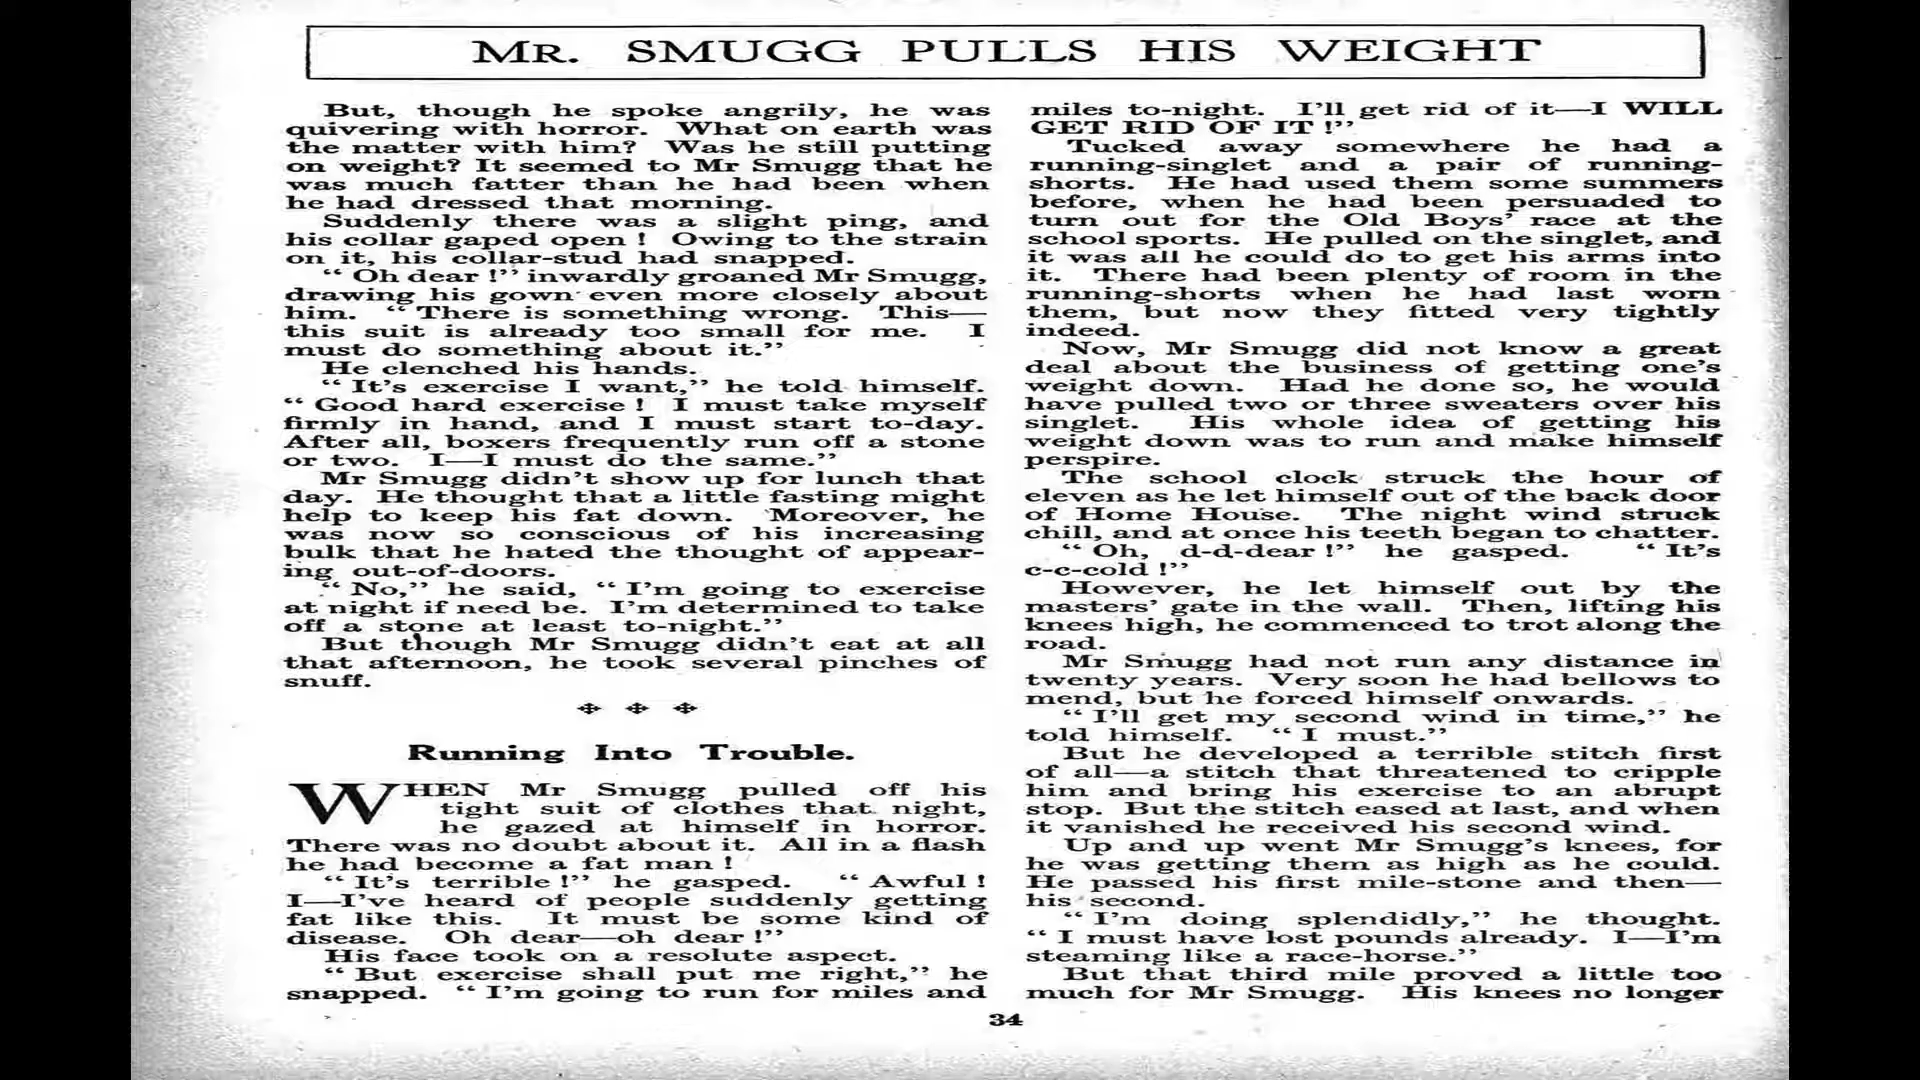 MR. SMUGG PULLS HIS WEIGHT
But, though he spoke angrily, he was
quivering with horror. What on earth was
the matter with him? Was he still putting
on weight? It seemed to Mr Smugg that he
was much fatter than he had been when
he had dressed that morning.
Suddenly there was a slight ping, and
his collar gaped open ! Owing to the strain
on it, his collar-stud had snapped.
“ Oh dear !” inwardly groaned Mr Smugg,
drawing his gown even more closely about
him. “ There is something wrong. This—
this suit is already too small for me. I
must do something about it.”
He clenched his hands.
“ It’s exercise I want,” he told himself.
“ Good hard exercise ! I must take myself
firmly in hand, and I must start to-day.
After all, boxers frequently run off a stone
or two. I—I must do the same.”
Mr Smugg didn’t show up for lunch that
day. He thought that a little fasting might
help to keep his fat down. Moreover, he
was now so conscious of his increasing
bulk that he hated the thought of appear-
ing out-of-doors.
“ No,” he said, “ I’m going to exercise
at night if need be. I’m determined to take
off a stone at least to-night.”
But though Mr Smugg didn’t eat at all
that afternoon, he took several pinches of
snuff.
Running Into Trouble.
WHEN Mr Smugg pulled off his
tight suit of clothes that night,
he gazed at himself in horror.
There was no doubt about it. All in a flash
he had become a fat man !
“ It’s terrible !” he gasped. “ Awful !
I—I’ve heard of people suddenly getting
fat like this. It must be some kind of
disease. Oh dear—oh dear !”
His face took on a resolute aspect.
“ But exercise shall put me right,” he
snapped. “ I’m going to run for miles and
miles to-night. I’ll get rid of it—I WILL
GET RID OF IT !”
Tucked away somewhere he had a
running-singlet and a pair of running-
shorts. He had used them some summers
before, when he had been persuaded to
turn out for the Old Boys’ race at the
school sports. He pulled on the singlet, and
it was all he could do to get his arms into
it. There had been plenty of room in the
running-shorts when he had last worn
them, but now they fitted very tightly
indeed.
Now, Mr Smugg did not know a great
deal about the business of getting one’s
weight down. Had he done so, he would
have pulled two or three sweaters over his
singlet. His whole idea of getting his
weight down was to run and make himself
perspire.
The school clock struck the hour of
eleven as he let himself out of the back door
of Home House. The night wind struck
chill, and at once his teeth began to chatter.
“ Oh, d-d-dear !” he gasped. “ It’s
c-c-cold !”
However, he let himself out by the
masters’ gate in the wall. Then, lifting his
knees high, he commenced to trot along the
road.
Mr Smugg had not run any distance in
twenty years. Very soon he had bellows to
mend, but he forced himself onwards.
“ I’ll get my second wind in time,” he
told himself. “ I must.”
But he developed a terrible stitch first
of all—a stitch that threatened to cripple
him and bring his exercise to an abrupt
stop. But the stitch eased at last, and when
it vanished he received his second wind.
Up and up went Mr Smugg’s knees, for
he was getting them as high as he could.
He passed his first mile-stone and then—
his second.
“ I’m doing splendidly,” he thought.
“ I must have lost pounds already. I—I’m
steaming like a race-horse.”
But that third mile proved a little too
much for Mr Smugg. His knees no longer
34